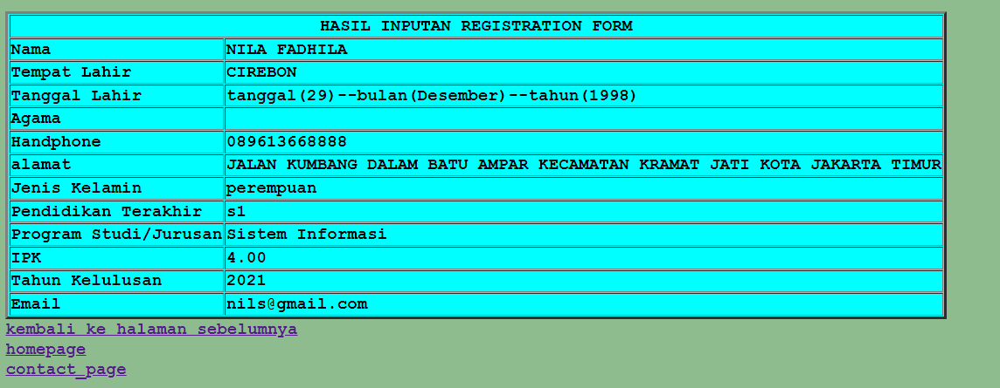 HASIL INPUTAN REGISTRATION FORM
Nama NILA FADHILA
Tempat Lahir CIREBON
Tanggal Lahir tanggal(29)--bulan(Desember)--tahun(1998)
Agama
Handphone 089613668888
alamat JALAN KUMBANG DALAM BATU AMPAR KECAMATAN KRAMAT JATI KOTA JAKARTA TIMUR
Jenis Kelamin perempuan
Pendidikan Terakhir s1
Program Studi/Jurusan Sistem Informasi
IPK 4.00
Tahun Kelulusan 2021
Email nils@gmail.com
kembali ke halaman sebelumnya
homepage
contact_page